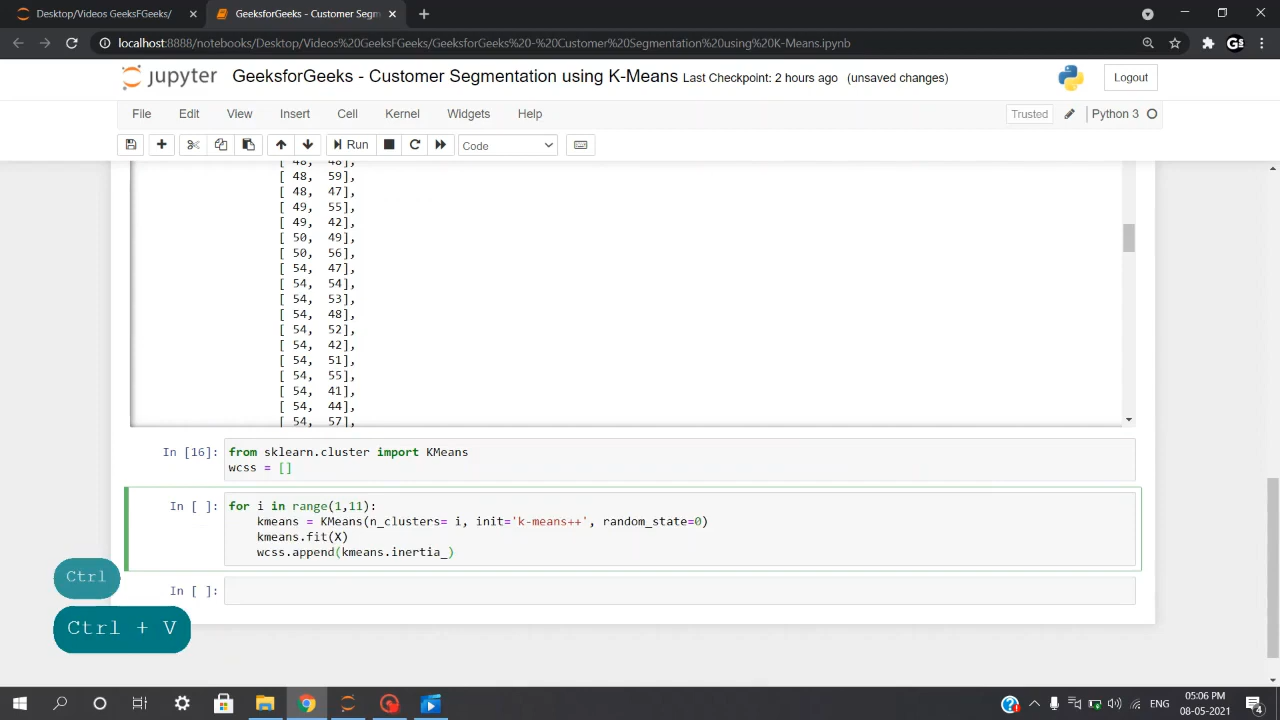 Desktop/Videos GeeksFGeeks/
GeeksforGeeks - Customer Segm
localhost:8888/notebooks/Desktop/Videos%20GeeksFGeeks/GeeksforGeeks%20-%20Customer%20Segmentation%20using%20K-Means.ipynb
jupyter GeeksforGeeks - Customer Segmentation using K-Means Last Checkpoint: 2 hours ago (unsaved changes) Logout
File Edit View Insert Cell Kernel Widgets Help Trusted Python 3
Run Code
[ 48, 48],
[ 48, 59],
[ 48, 47],
[ 49, 55],
[ 49, 42],
[ 50, 49],
[ 50, 56],
[ 54, 47],
[ 54, 54],
[ 54, 53],
[ 54, 48],
[ 54, 52],
[ 54, 42],
[ 54, 51],
[ 54, 55],
[ 54, 41],
[ 54, 44],
[ 54, 57],
In [16]: from sklearn.cluster import KMeans
wcss = []
In [ ]: for i in range(1,11):
kmeans = KMeans(n_clusters= i, init='k-means++', random_state=0)
kmeans.fit(X)
wcss.append(kmeans.inertia_)
In [ ]:
Ctrl
Ctrl + V
ENG
05:06 PM
08-05-2021
4